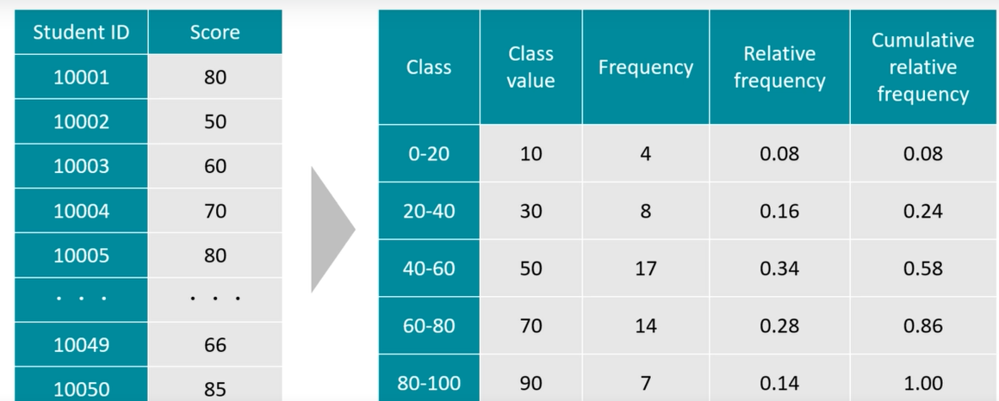 Student ID Score
10001 80
10002 50
10003 60
10004 70
10005 80
. . . . . .
10049 66
10050 85
Class Class value Frequency Relative frequency Cumulative relative frequency
0-20 10 4 0.08 0.08
20-40 30 8 0.16 0.24
40-60 50 17 0.34 0.58
60-80 70 14 0.28 0.86
80-100 90 7 0.14 1.00